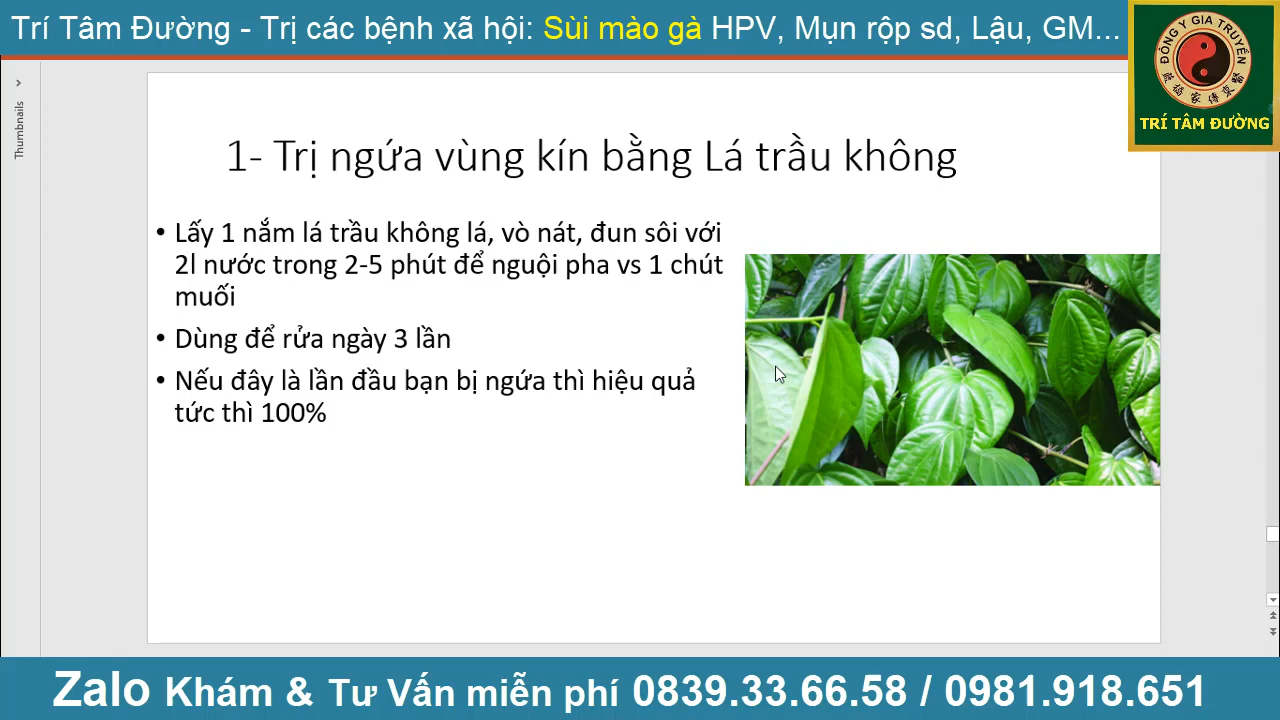 Trí Tâm Đường - Trị các bệnh xã hội: Sùi mào gà HPV, Mụn rộp sd, Lậu, GM...
ĐÔNG Y GIA TRUYỀN
TRÍ TÂM ĐƯỜNG
Thumbnails
1- Trị ngứa vùng kín bằng Lá trầu không
• Lấy 1 nắm lá trầu không lá, vò nát, đun sôi với
2l nước trong 2-5 phút để nguội pha vs 1 chút
muối
• Dùng để rửa ngày 3 lần
• Nếu đây là lần đầu bạn bị ngứa thì hiệu quả
tức thì 100%
Zalo Khám & Tư Vấn miễn phí 0839.33.66.58 / 0981.918.651